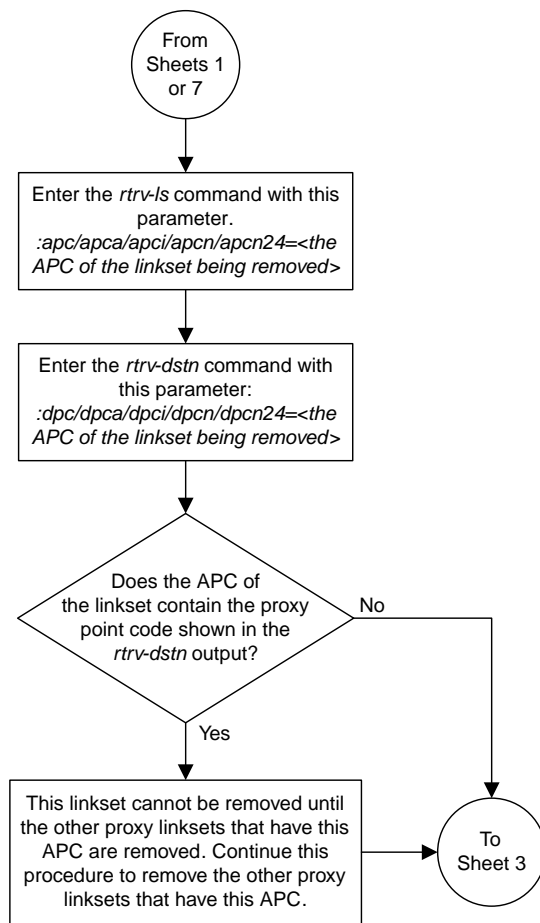 From
Sheets 1
or 7
Enter the rtrv-ls command with this
parameter.
:apc/apca/apci/apcn/apcn24=<the
APC of the linkset being removed>
Enter the rtrv-dstn command with
this parameter:
:dpc/dpca/dpci/dpcn/dpcn24=<the
APC of the linkset being removed>
Does the APC of
the linkset contain the proxy
point code shown in the
rtrv-dstn output?
No
Yes
This linkset cannot be removed until
the other proxy linksets that have this
APC are removed. Continue this
procedure to remove the other proxy
linksets that have this APC.
To
Sheet 3